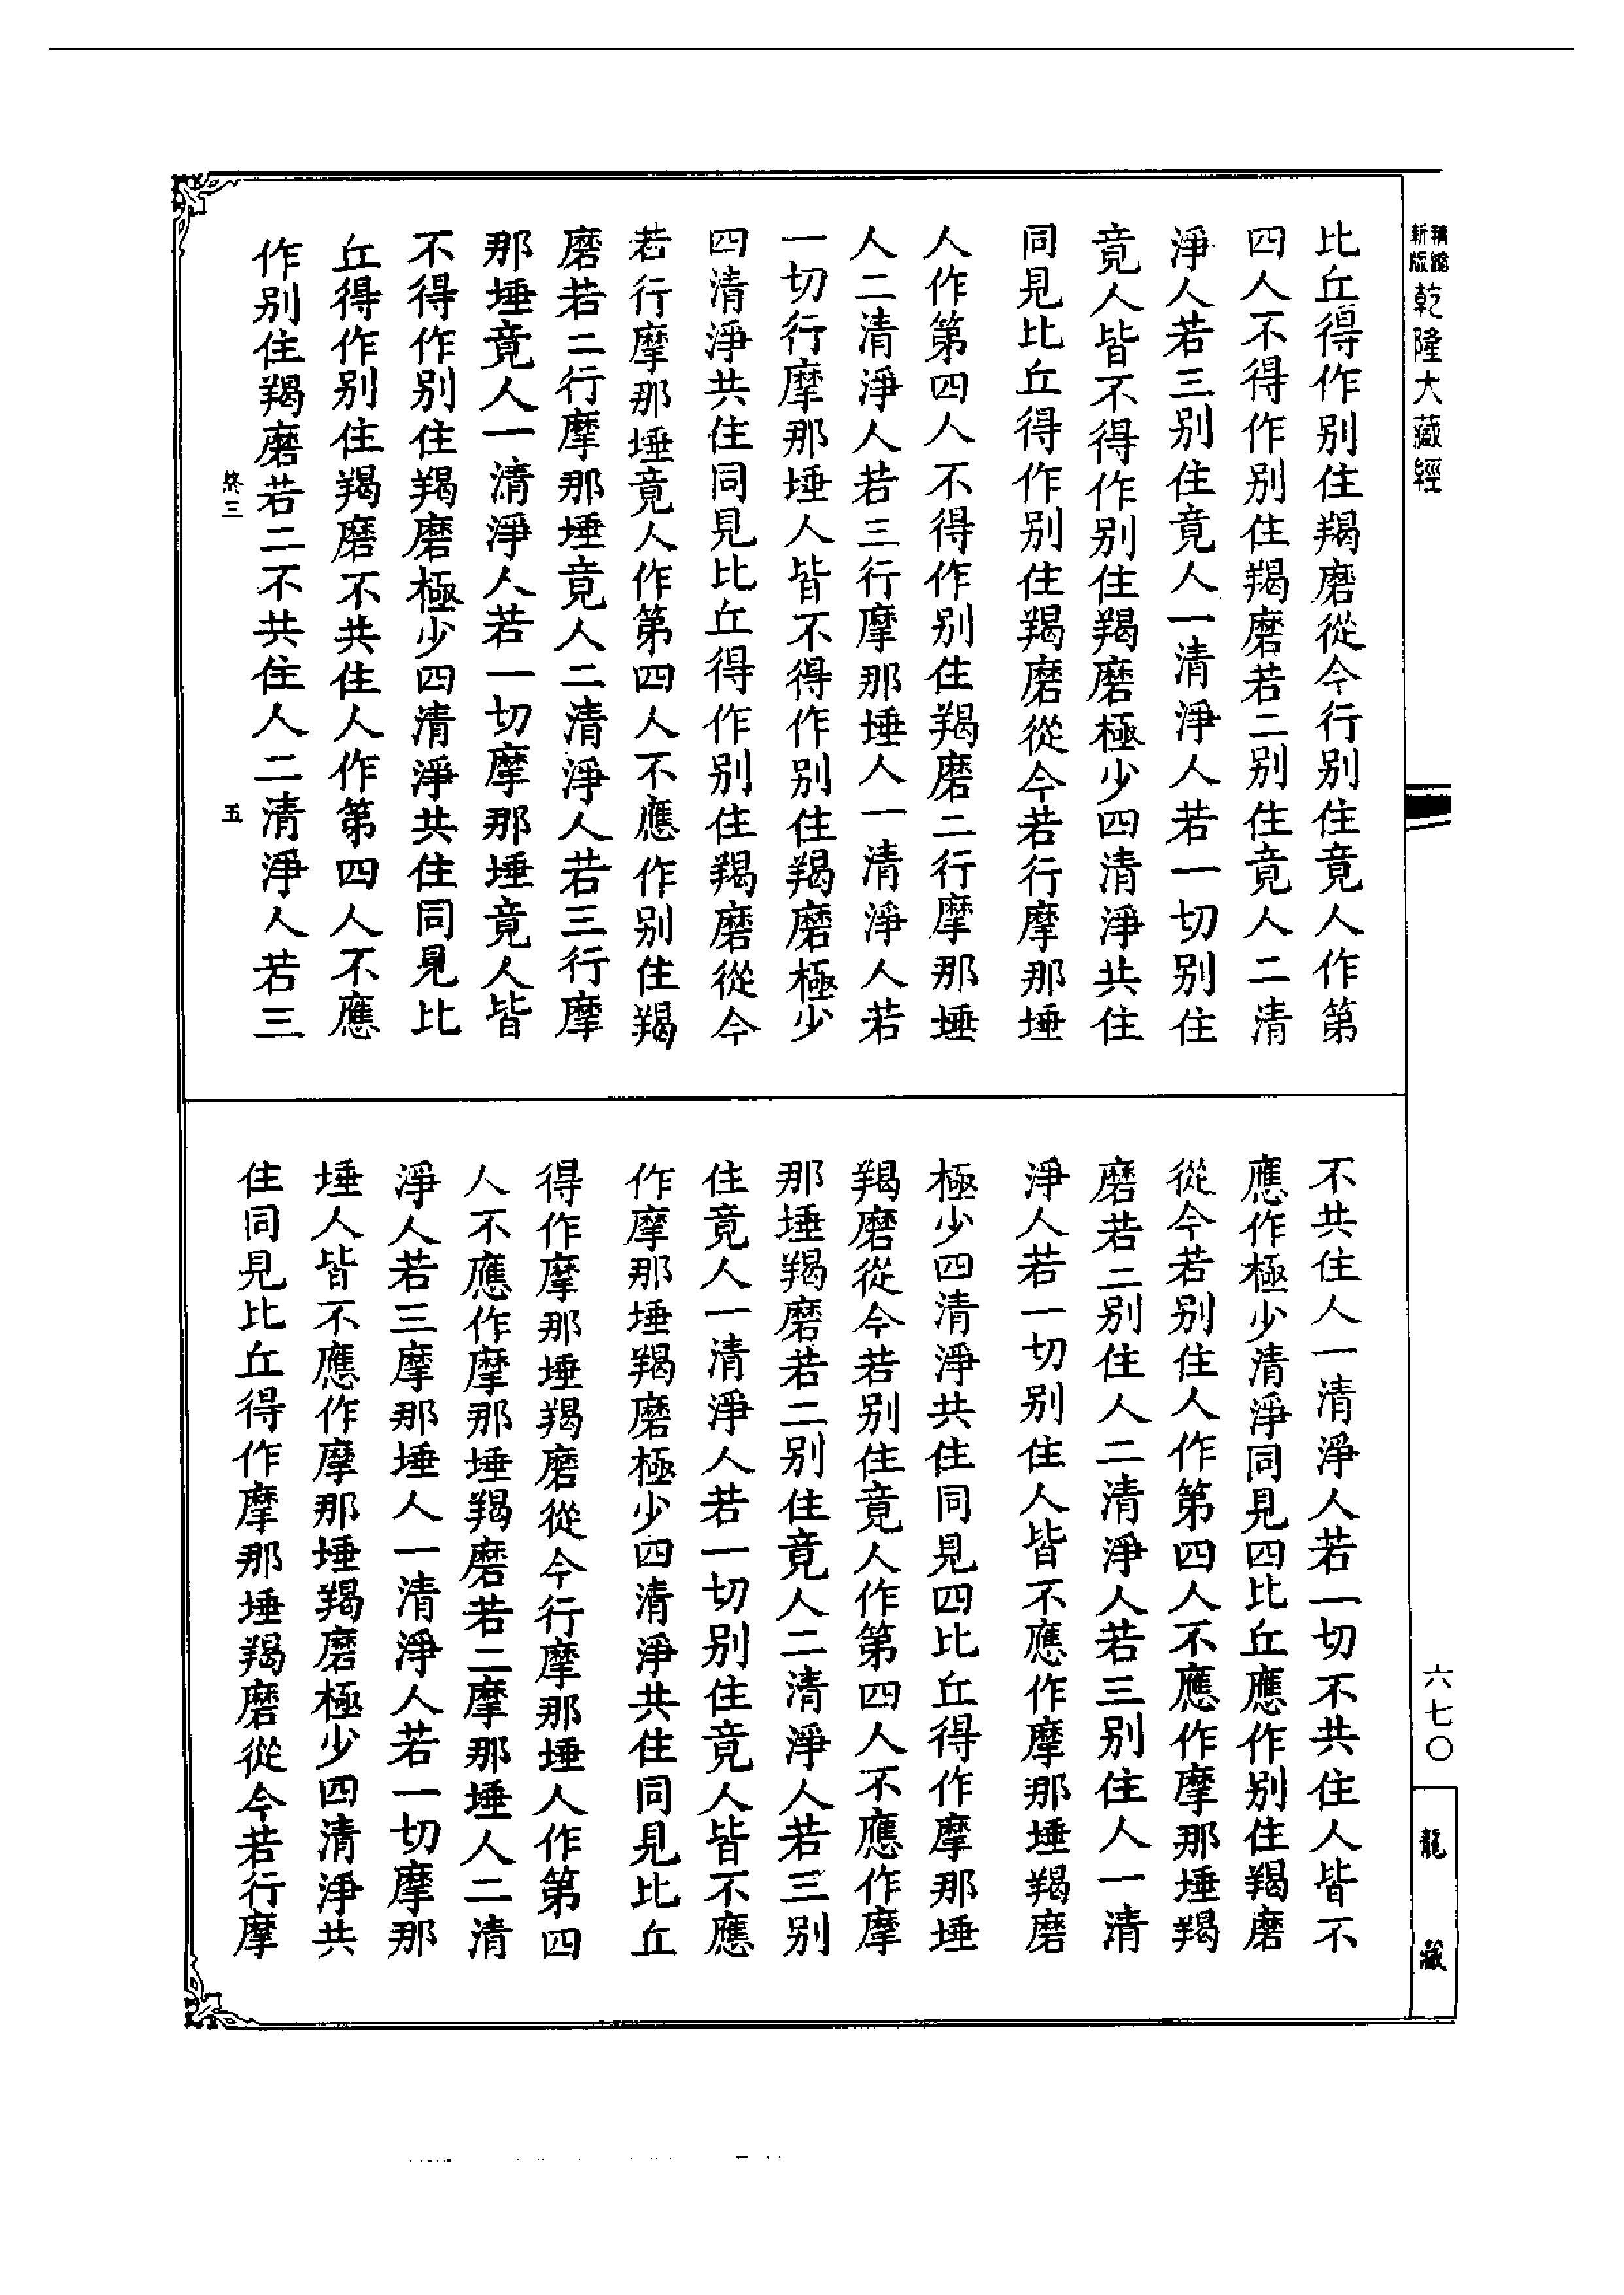 精縮新版乾隆大藏經
比丘得作別住羯磨從今行別住竟人作第
四人不得作別住羯磨若二別住竟人二清
淨人若三別住竟人一清淨人若一切別住
竟人皆不得作別住羯磨極少四清淨共住
同見比丘得作別住羯磨從今若行摩那埵
人作第四人不得作別住羯磨二行摩那埵
人二清淨人若三行摩那埵人一清淨人若
一切行摩那埵人皆不得作別住羯磨極少
四清淨共住同見比丘得作別住羯磨從今
若行摩那埵竟人作第四人不應作別住羯
磨若二行摩那埵竟人二清淨人若三行摩
那埵竟人一清淨人若一切摩那埵竟人皆
不得作別住羯磨極少四清淨共住同見比
丘得作別住羯磨不共住人作第四人不應
作別住羯磨若二不共住人二清淨人若三
終三 五
不共住人一清淨人若一切不共住人皆不
應作極少清淨同見四比丘應作別住羯磨
從今若別住人作第四人不應作摩那埵羯
磨若二別住人二清淨人若三別住人一清
淨人若一切別住人皆不應作摩那埵羯磨
極少四清淨共住同見四比丘得作摩那埵
羯磨從今若別住竟人作第四人不應作摩
那埵羯磨若二別住竟人二清淨人若三別
住竟人一清淨人若一切別住竟人皆不應
作摩那埵羯磨極少四清淨共住同見比丘
得作摩那埵羯磨從今行摩那埵人作第四
人不應作摩那埵羯磨若二摩那埵人二清
淨人若三摩那埵人一清淨人若一切摩那
埵人皆不應作摩那埵羯磨極少四清淨共
住同見比丘得作摩那埵羯磨從今若行摩
六七〇
龍藏